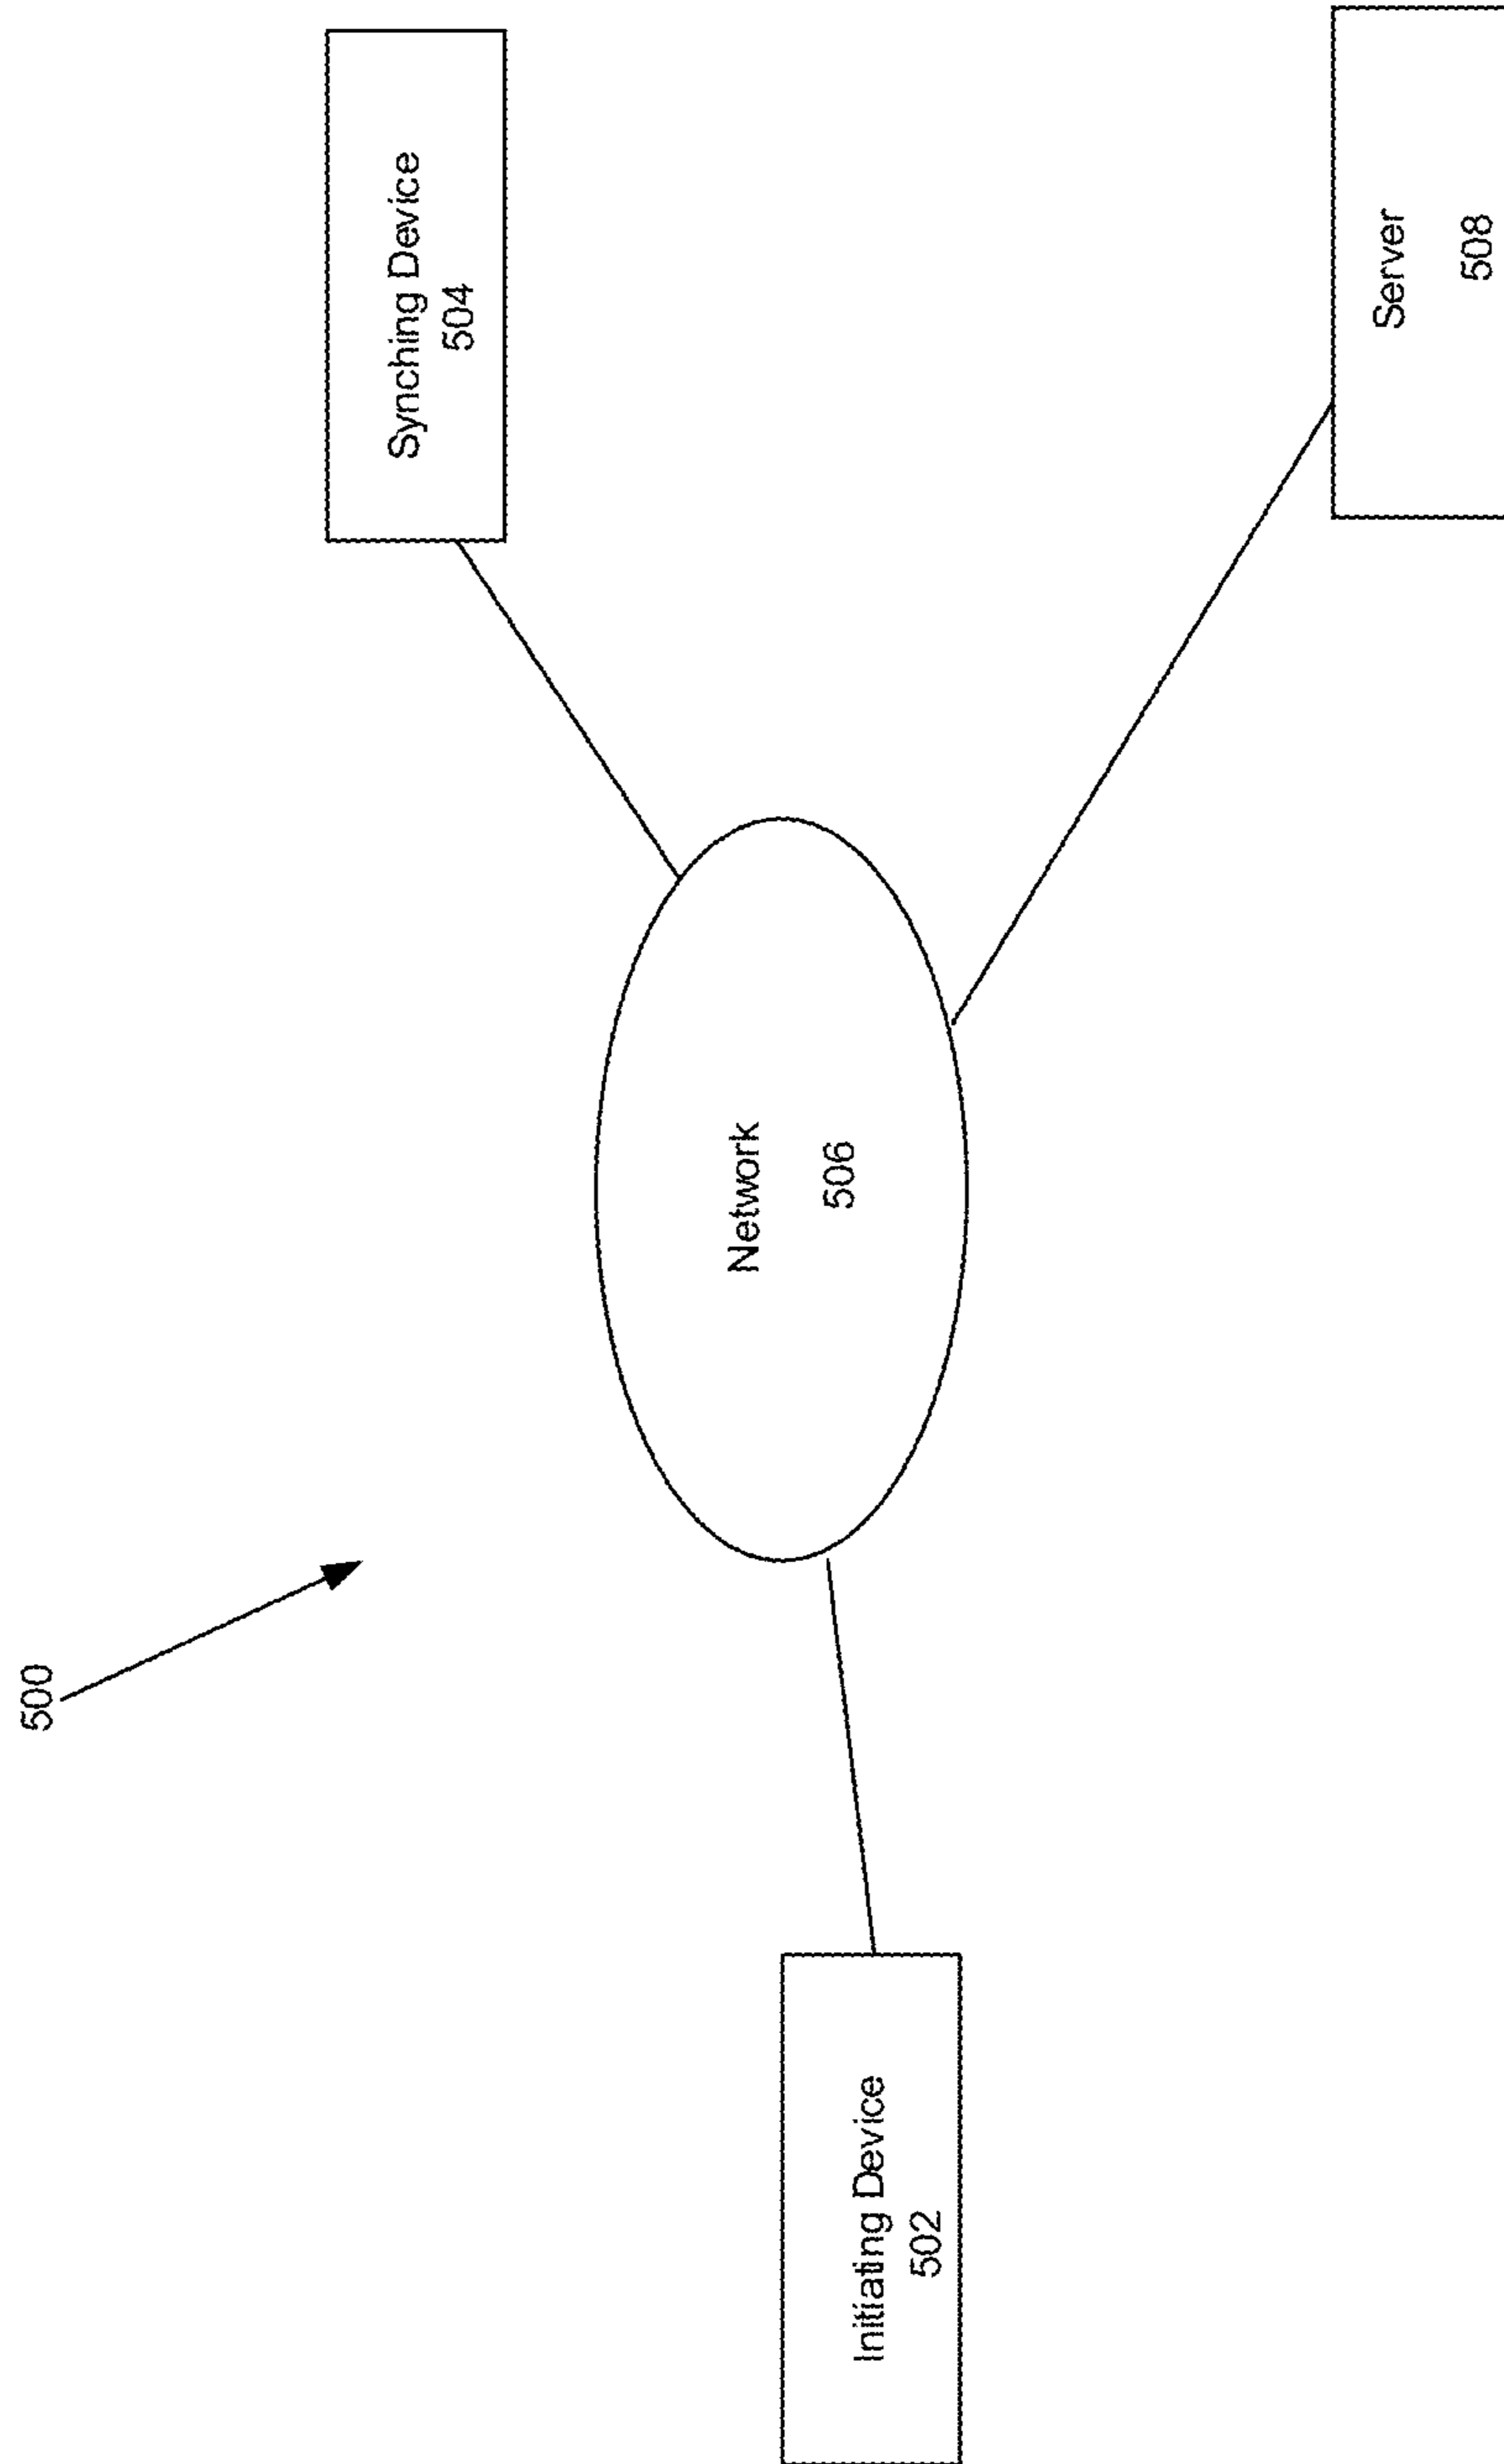 500
Synching Device
504
Network
506
Initiating Device
502
Server
508